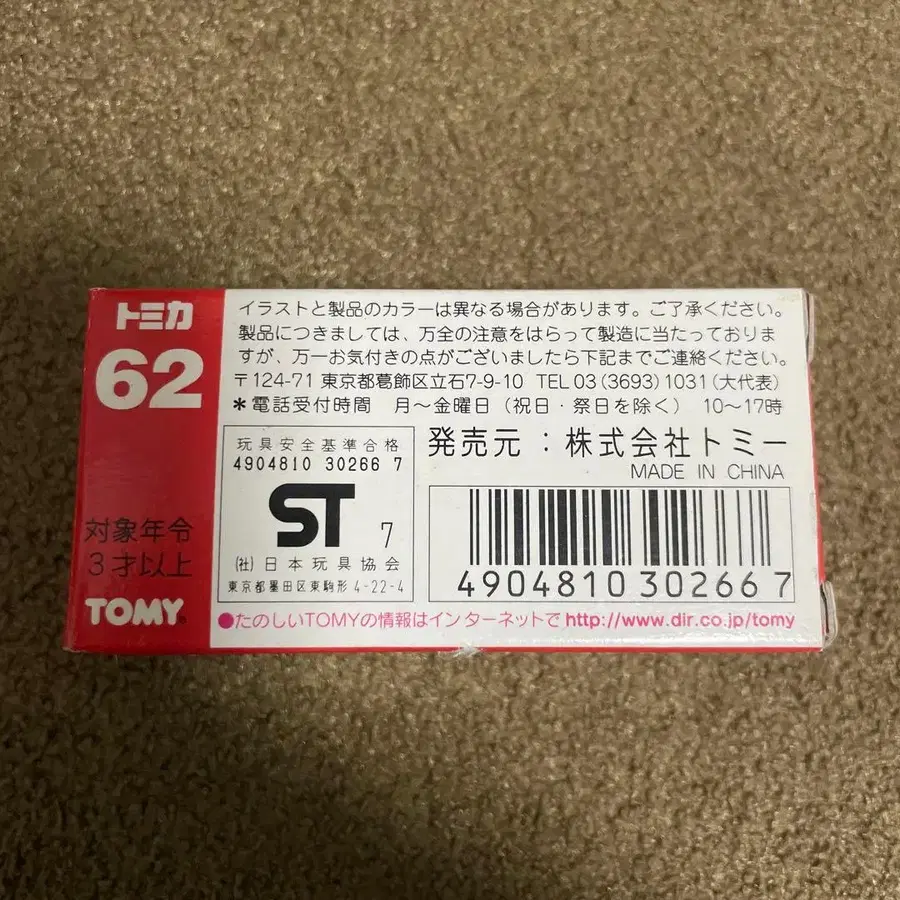 トミカ
62
対象年令
3才以上
TOMY
イラストと製品のカラーは異なる場合があります。ご了承ください。
製品につきましては、万全の注意をはらって製造に当たっておりま
すが、万一お気付きの点がございましたら下記までご連絡ください。
〒124-71 東京都葛飾区立石7-9-10 TEL 03(3693)1031(大代表)
＊電話受付時間 月～金曜日（祝日・祭日を除く） 10～17時
玩具安全基準合格
4904810 30266 7
ST 7
(社)日本玩具協会
東京都墨田区東駒形 4-22-4
発売元：株式会社トミー
MADE IN CHINA
4904810302667
●たのしいTOMYの情報はインターネットで http://www.dir.co.jp/tomy